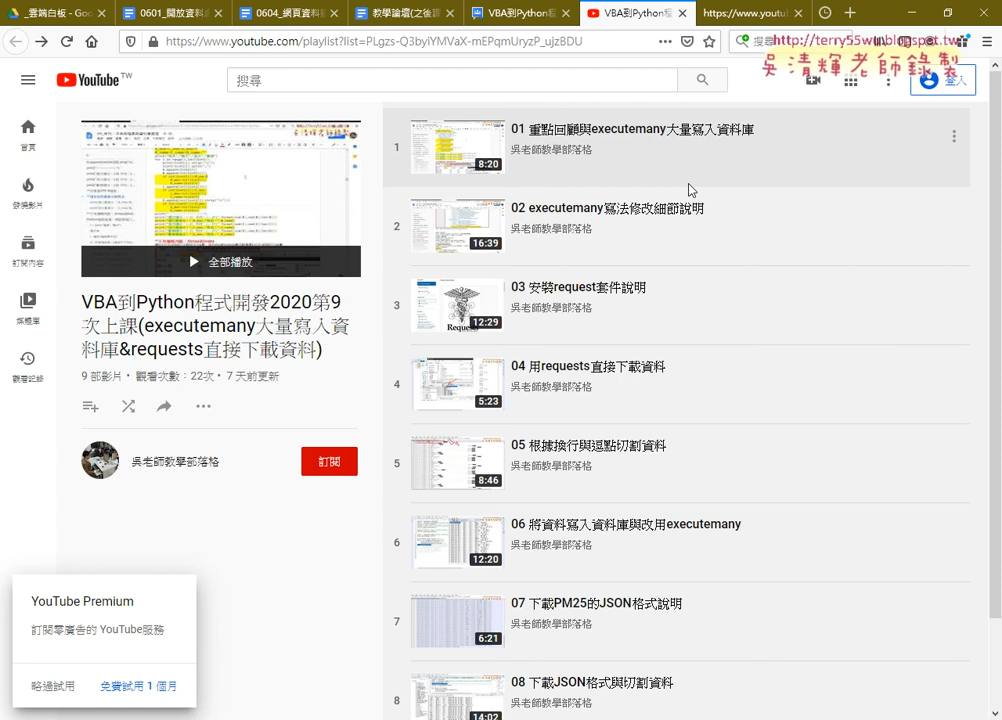 _雲端白板 - Goo
0601_開放資料
0604_網頁資料
教學論壇(之後課
VBA到Python程
VBA到Python程
https://www.youtu
https://www.youtube.com/playlist?list=PLgzs-Q3byiYMVaX-mEPqmUryzP_ujzBDU
搜尋
http://terry55wu.blogspot.tw
吳清輝老師錄製
YouTube TW
搜尋
登入
首頁
發燒影片
訂閱內容
媒體庫
觀看記錄
全部播放
VBA到Python程式開發2020第9
次上課(executemany大量寫入資
料庫&requests直接下載資料)
9 部影片 • 觀看次數：22次 • 7 天前更新
吳老師教學部落格
訂閱
YouTube Premium
訂閱零廣告的 YouTube服務
略過試用
免費試用 1 個月
1
8:20
01 重點回顧與executemany大量寫入資料庫
吳老師教學部落格
2
16:39
02 executemany寫法修改細節說明
吳老師教學部落格
3
Request
12:29
03 安裝request套件說明
吳老師教學部落格
4
5:23
04 用requests直接下載資料
吳老師教學部落格
5
8:46
05 根據換行與逗點切割資料
吳老師教學部落格
6
12:20
06 將資料寫入資料庫與改用executemany
吳老師教學部落格
7
6:21
07 下載PM25的JSON格式說明
吳老師教學部落格
8
14:02
08 下載JSON格式與切割資料
吳老師教學部落格